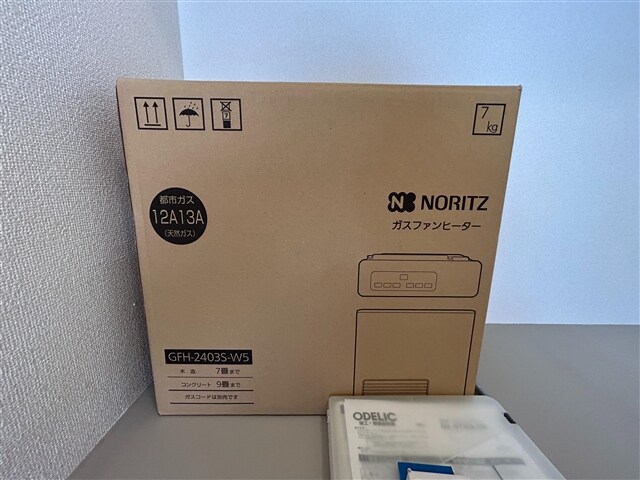 7
kg
7
都市ガス
12A13A
(天然ガス)
NORITZ
ガスファンヒーター
GFH-2403S-W5
木造 7畳まで
コンクリート 9畳まで
ガスコードは別売です
ODELIC